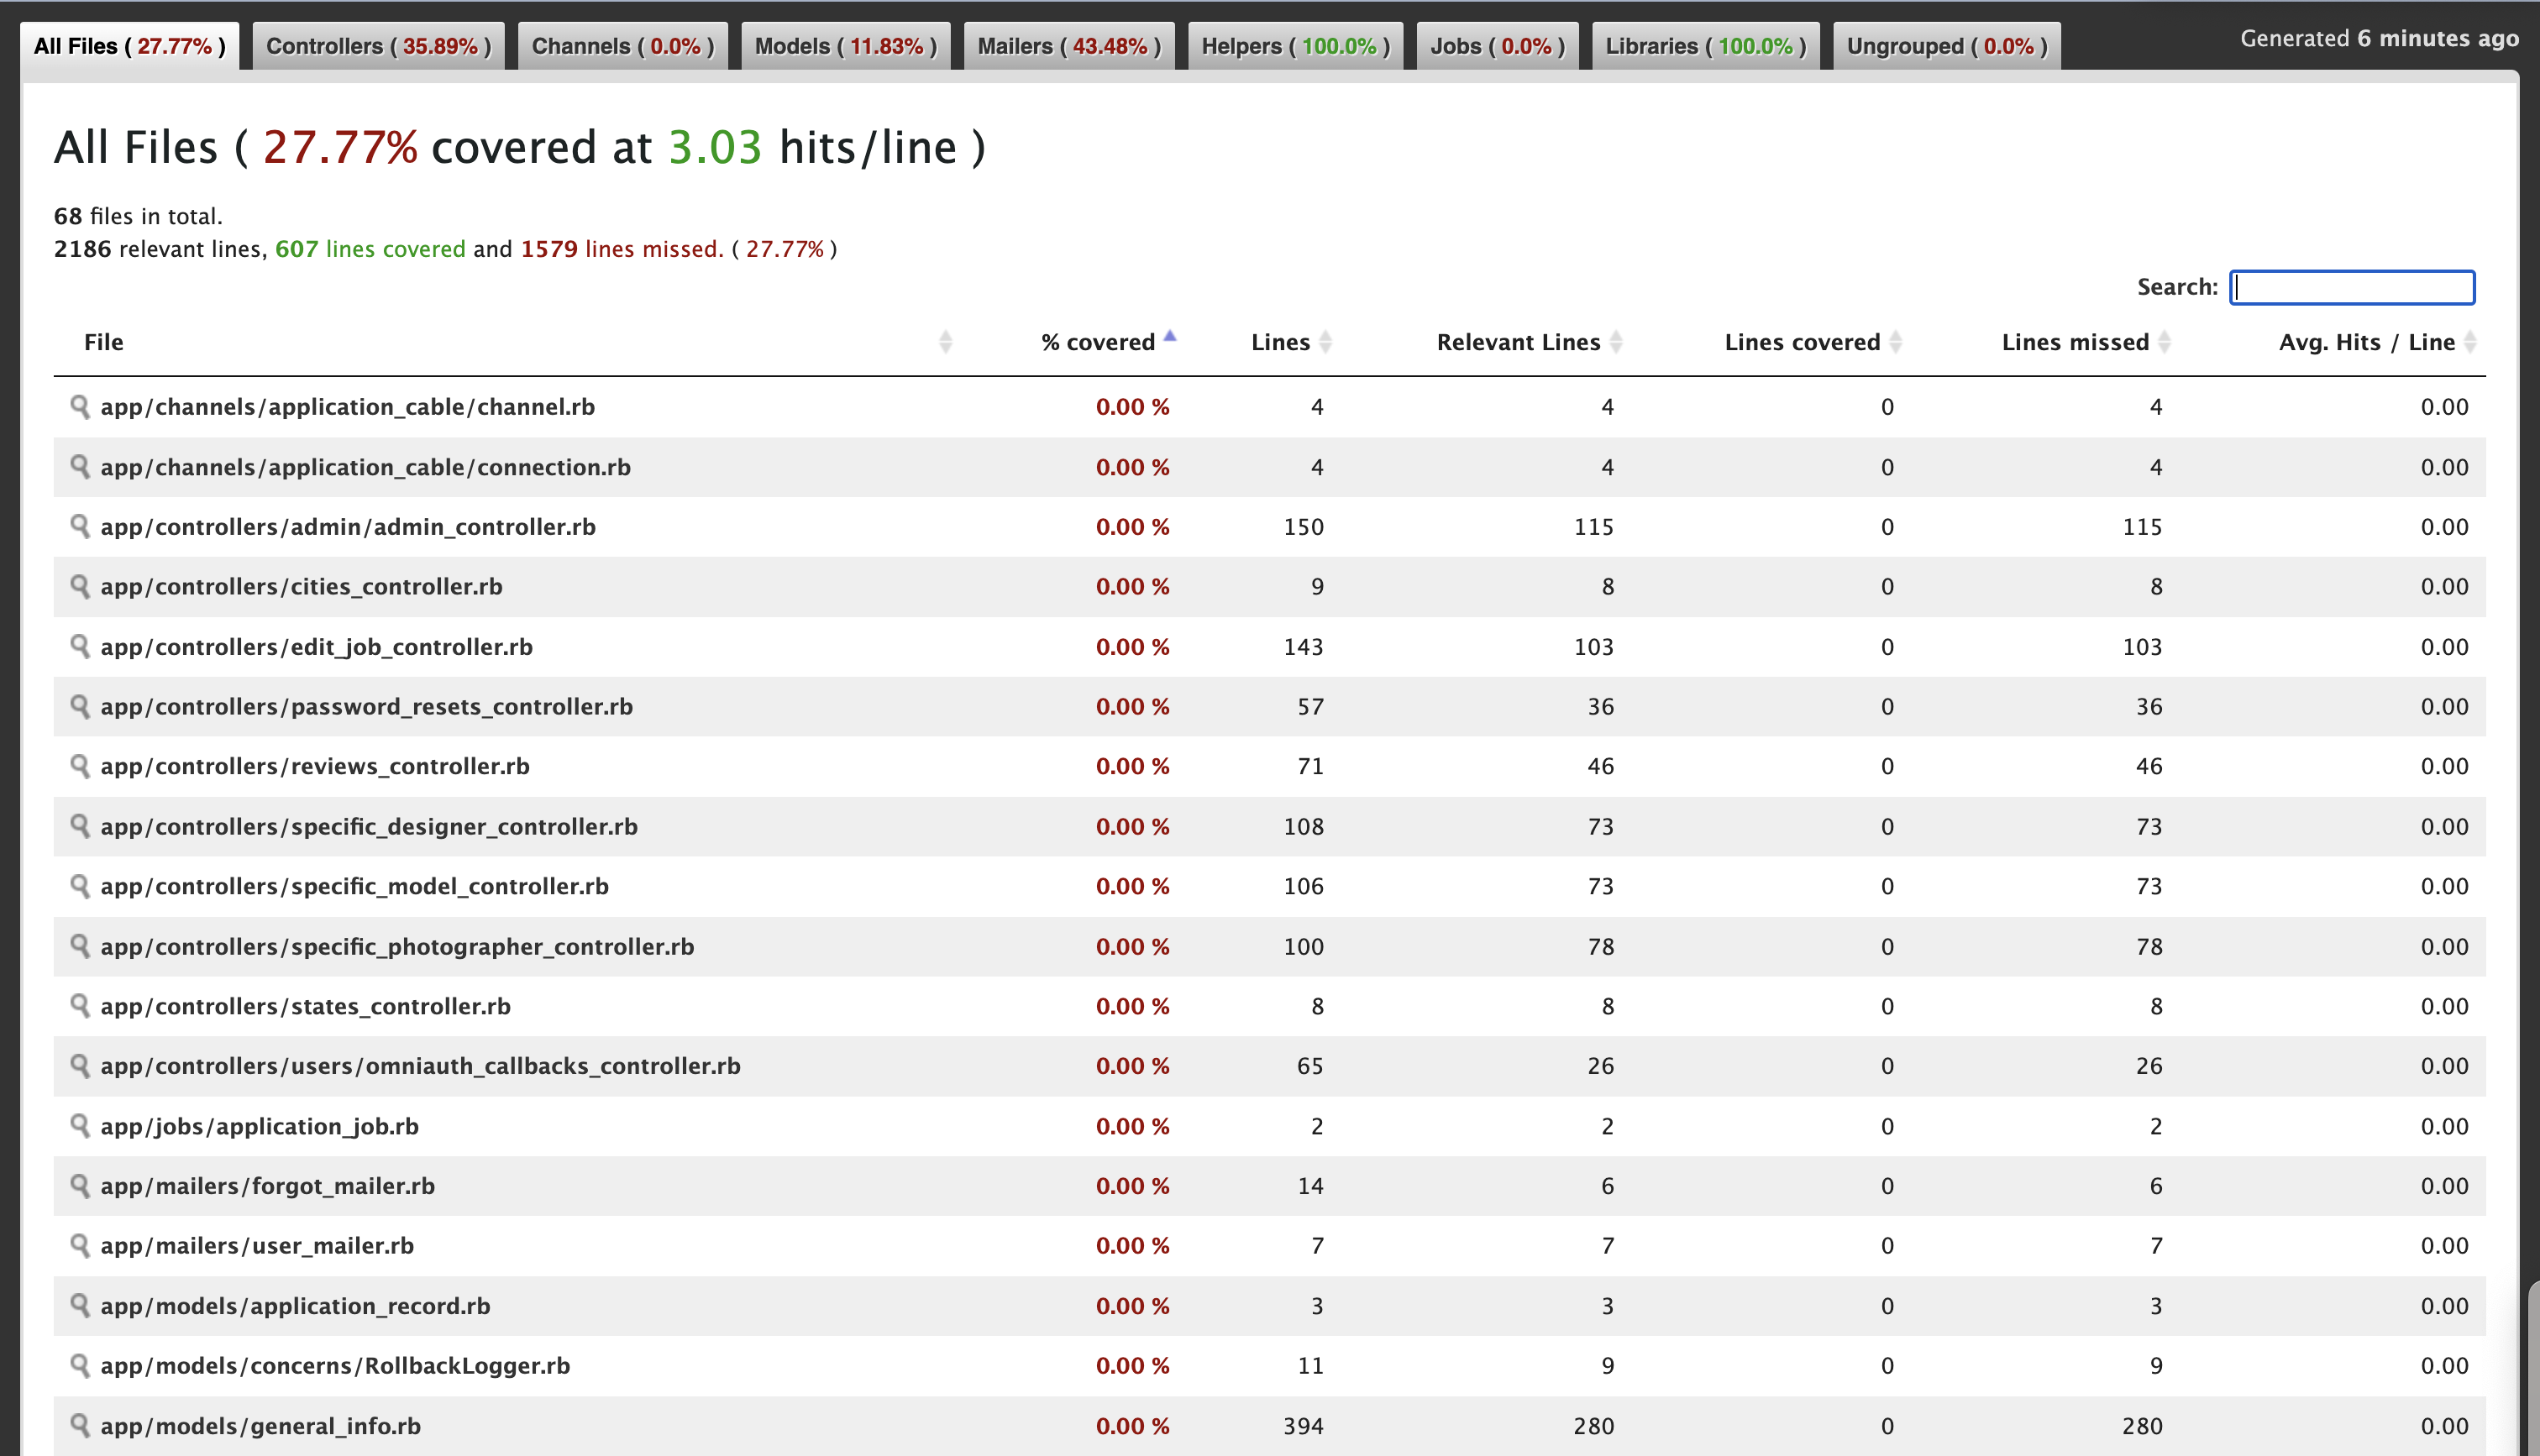 All Files ( 27.77% ) Controllers ( 35.89% ) Channels ( 0.0% ) Models ( 11.83% ) Mailers ( 43.48% ) Helpers ( 100.0% ) Jobs ( 0.0% ) Libraries ( 100.0% ) Ungrouped ( 0.0% ) Generated 6 minutes ago
All Files ( 27.77% covered at 3.03 hits/line )
68 files in total.
2186 relevant lines, 607 lines covered and 1579 lines missed. ( 27.77% )
Search:
File % covered Lines Relevant Lines Lines covered Lines missed Avg. Hits / Line
app/channels/application_cable/channel.rb 0.00 % 4 4 0 4 0.00
app/channels/application_cable/connection.rb 0.00 % 4 4 0 4 0.00
app/controllers/admin/admin_controller.rb 0.00 % 150 115 0 115 0.00
app/controllers/cities_controller.rb 0.00 % 9 8 0 8 0.00
app/controllers/edit_job_controller.rb 0.00 % 143 103 0 103 0.00
app/controllers/password_resets_controller.rb 0.00 % 57 36 0 36 0.00
app/controllers/reviews_controller.rb 0.00 % 71 46 0 46 0.00
app/controllers/specific_designer_controller.rb 0.00 % 108 73 0 73 0.00
app/controllers/specific_model_controller.rb 0.00 % 106 73 0 73 0.00
app/controllers/specific_photographer_controller.rb 0.00 % 100 78 0 78 0.00
app/controllers/states_controller.rb 0.00 % 8 8 0 8 0.00
app/controllers/users/omniauth_callbacks_controller.rb 0.00 % 65 26 0 26 0.00
app/jobs/application_job.rb 0.00 % 2 2 0 2 0.00
app/mailers/forgot_mailer.rb 0.00 % 14 6 0 6 0.00
app/mailers/user_mailer.rb 0.00 % 7 7 0 7 0.00
app/models/application_record.rb 0.00 % 3 3 0 3 0.00
app/models/concerns/RollbackLogger.rb 0.00 % 11 9 0 9 0.00
app/models/general_info.rb 0.00 % 394 280 0 280 0.00